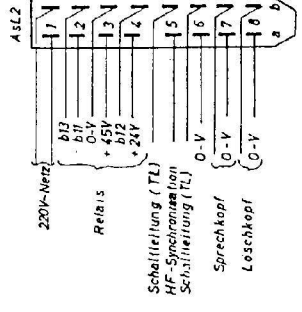 AsL2
1 2 3 4 5 6 7 8
b
a
220V-Netz
b13
b11
0-V
+45V
b12
+24V
Relais
Schaltleitung (TL)
HF-Synchronisation
Schaltleitung (TL)
0-V
0-V
Sprechkopf
0-V
Löschkopf